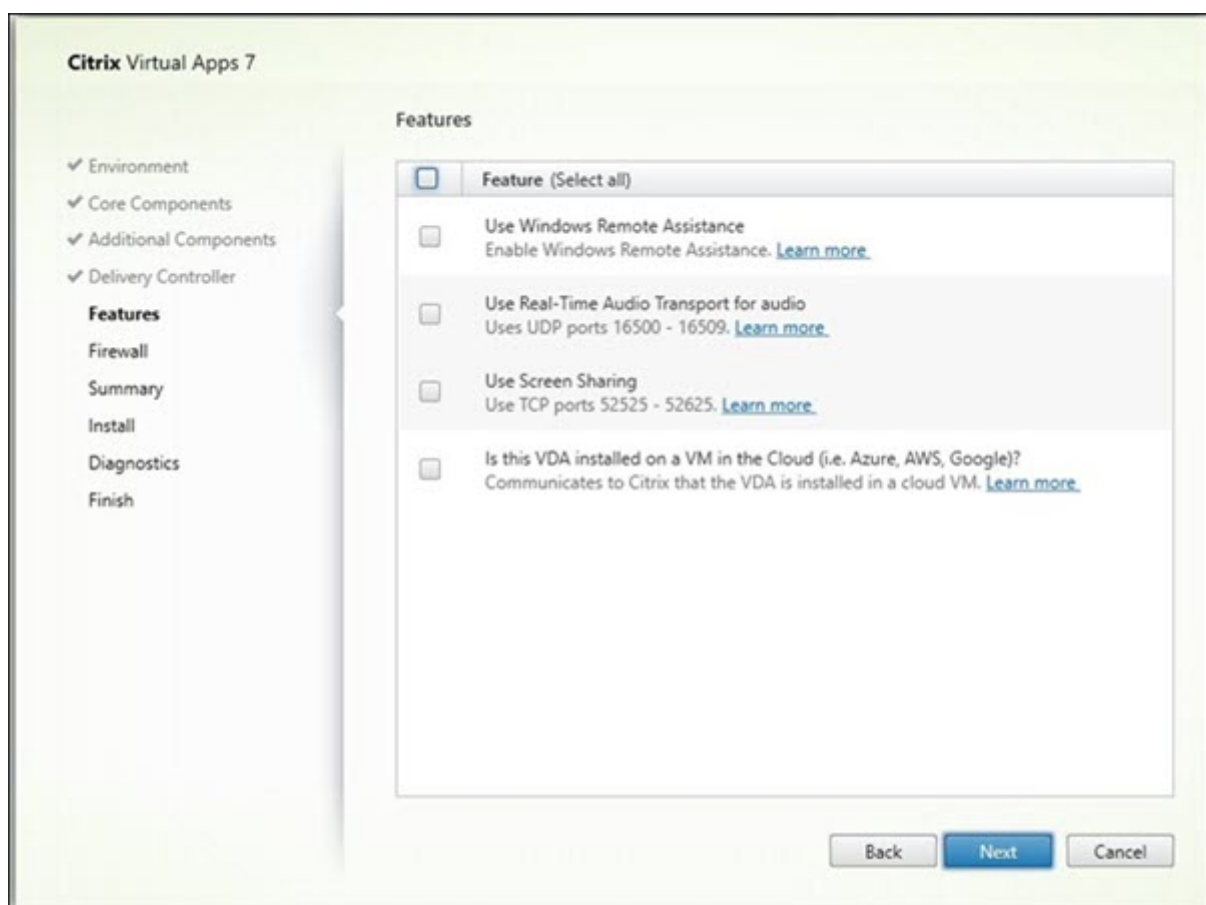 Citrix Virtual Apps 7
Features
Environment
Core Components
Additional Components
Delivery Controller
Features
Firewall
Summary
Install
Diagnostics
Finish
Feature (Select all)
Use Windows Remote Assistance
Enable Windows Remote Assistance. Learn more
Use Real-Time Audio Transport for audio
Uses UDP ports 16500 - 16509. Learn more
Use Screen Sharing
Use TCP ports 52525 - 52625. Learn more
Is this VDA installed on a VM in the Cloud (i.e. Azure, AWS, Google)?
Communicates to Citrix that the VDA is installed in a cloud VM. Learn more
Back Next Cancel